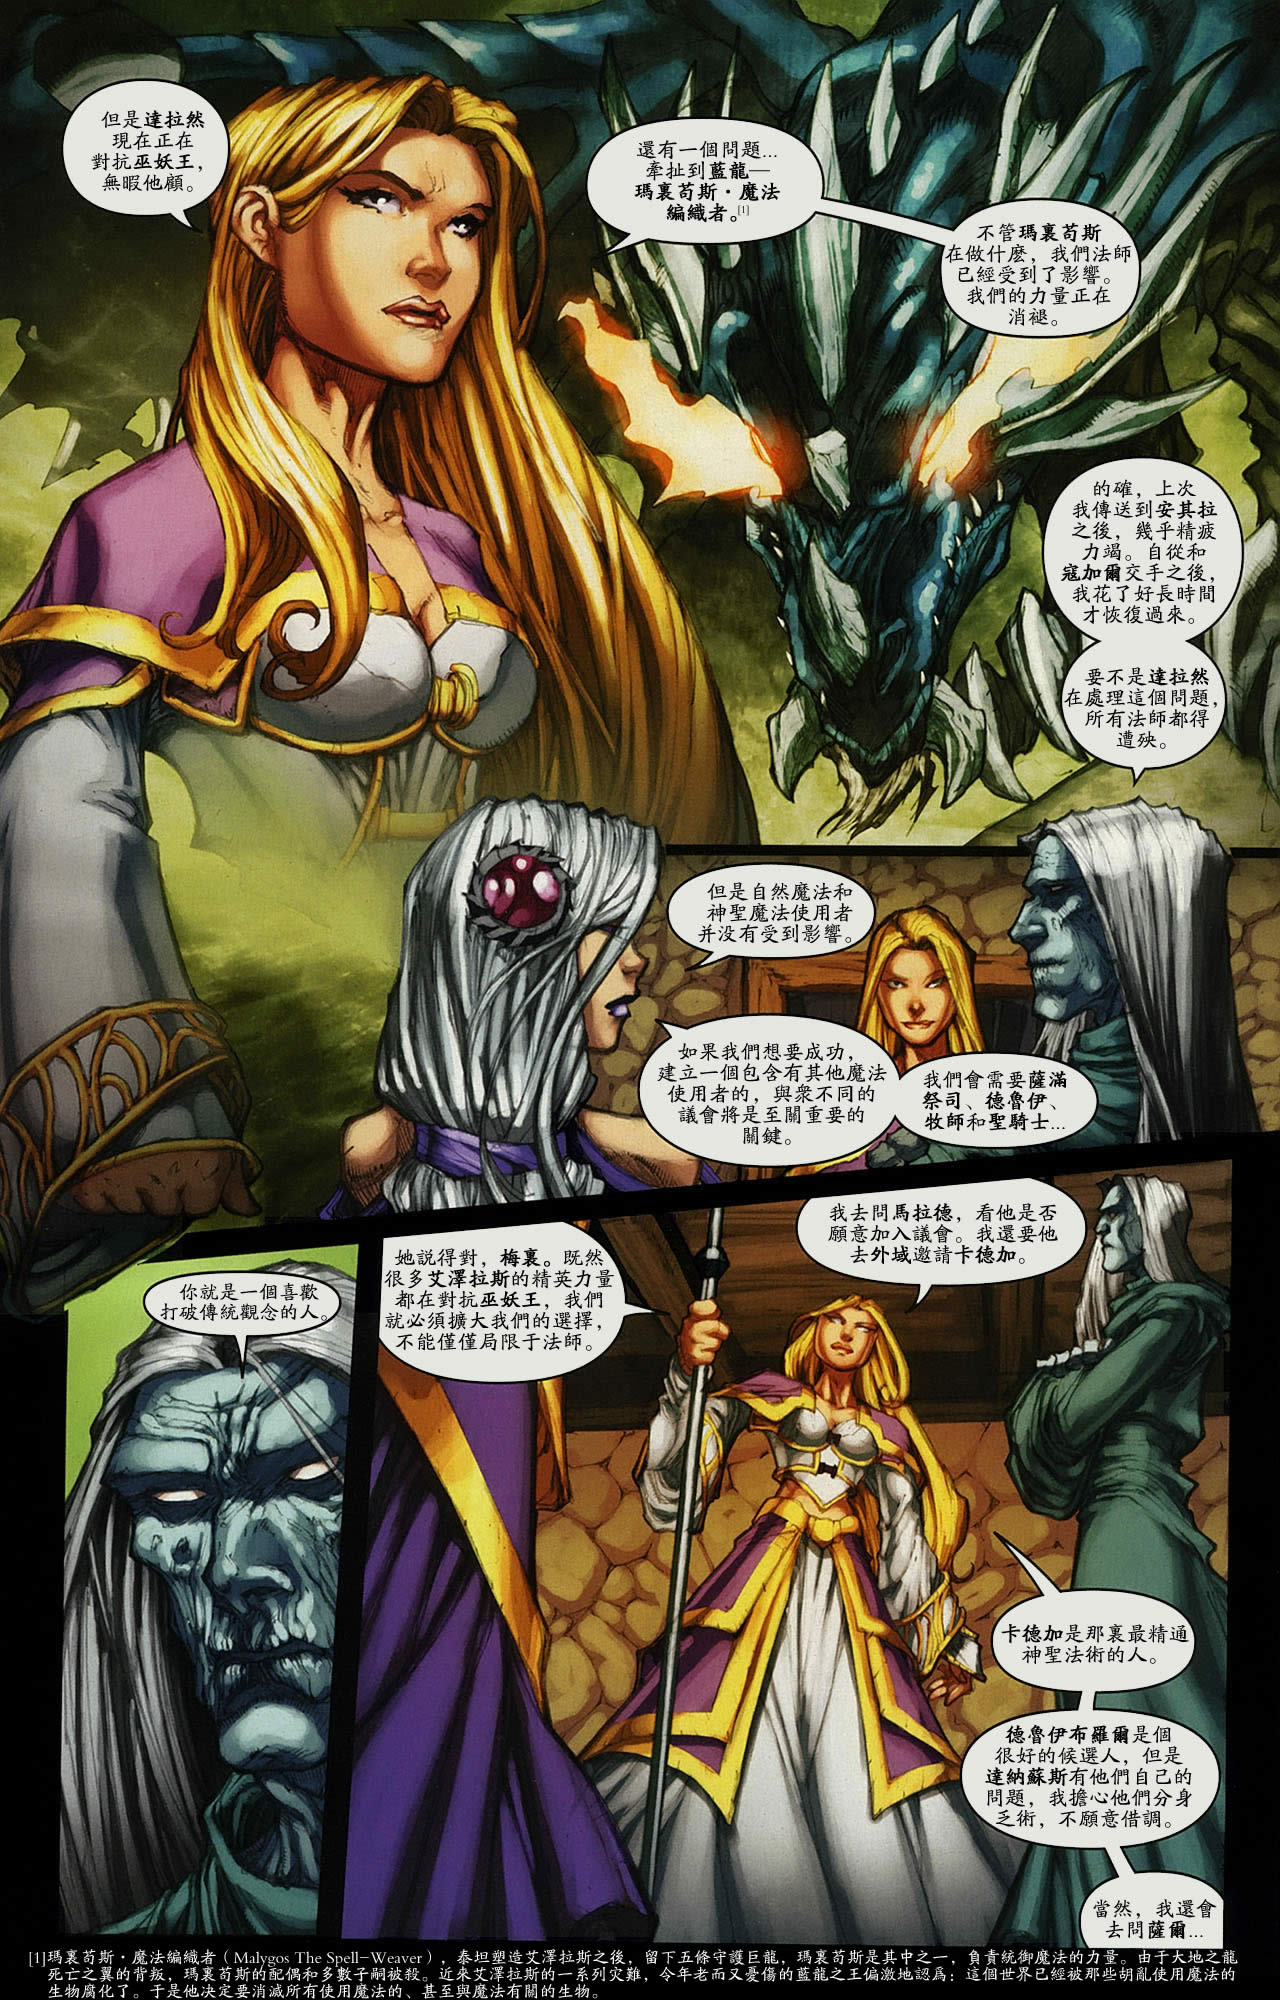 但是達拉然
現在正在
對抗巫妖王，
無暇他顧。
還有一個問題…
牽扯到藍龍—
瑪裏苟斯·魔法
編織者。[1]
不管瑪裏苟斯
在做什麽，我們法師
已經受到了影響。
我們的力量正在
消褪。
的確，上次
我傳送到安其拉
之後，幾乎精疲
力竭。自從和
寇加爾交手之後，
我花了好長時間
才恢復過來。
要不是達拉然
在處理這個問題，
所有法師都得
遭殃。
但是自然魔法和
神聖魔法使用者
并没有受到影響。
如果我們想要成功，
建立一個包含有其他魔法
使用者的，與衆不同的
議會將是至關重要的
關鍵。
我們會需要薩滿
祭司、德魯伊、
牧師和聖騎士…
你就是一個喜歡
打破傳統觀念的人。
她説得對，梅裏。既然
很多艾澤拉斯的精英力量
都在對抗巫妖王，我們
就必須擴大我們的選擇，
不能僅僅局限于法師。
我去問馬拉德，看他是否
願意加入議會。我還要他
去外域邀請卡德加。
卡德加是那裏最精通
神聖法術的人。
德魯伊布羅爾是個
很好的候選人，但是
達納蘇斯有他們自己的
問題，我擔心他們分身
乏術，不願意借調。
當然，我還會
去問薩爾…
[1]瑪裏苟斯·魔法編織者（Malygos The Spell-Weaver），泰坦塑造艾澤拉斯之後，留下五條守護巨龍，瑪裏苟斯是其中之一，負責統御魔法的力量。由于大地之龍
死亡之翼的背叛，瑪裏苟斯的配偶和多數子嗣被殺。近來艾澤拉斯的一系列灾難，令年老而又憂傷的藍龍之王偏激地認爲：這個世界已經被那些胡亂使用魔法的
生物腐化了。于是他决定要消滅所有使用魔法的、甚至與魔法有關的生物。